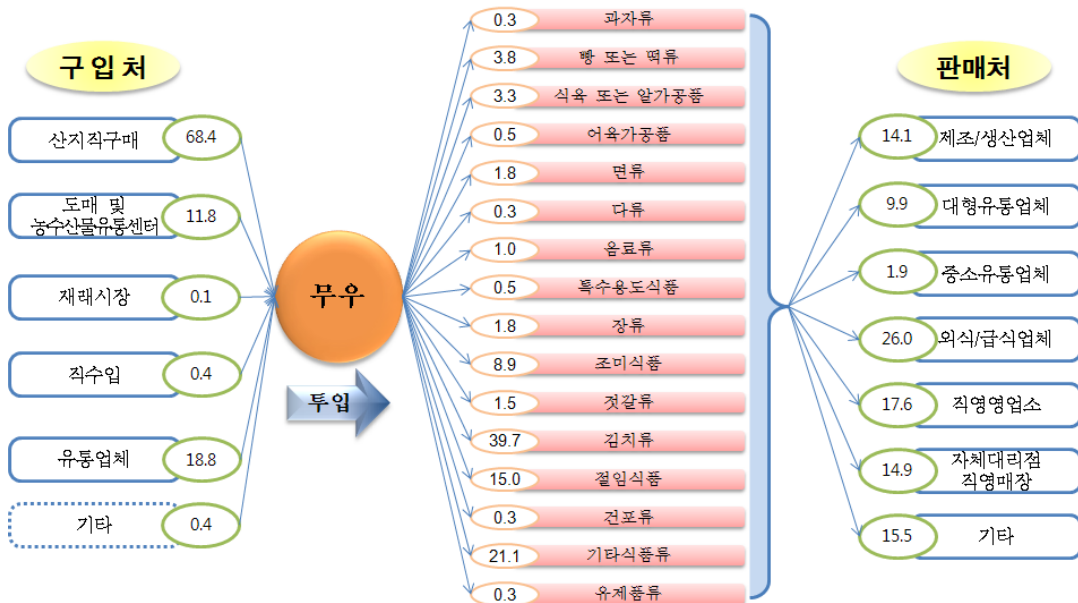 구입처
산지직구매 68.4
도매 및
농수산물유통센터 11.8
재래시장 0.1
직수입 0.4
유통업체 18.8
기타 0.4
무우
투입
0.3 과자류
3.8 빵 또는 떡류
3.3 식육 또는 알가공품
0.5 어육가공품
1.8 면류
0.3 다류
1.0 음료류
0.5 특수용도식품
1.8 장류
8.9 조미식품
1.5 젓갈류
39.7 김치류
15.0 절임식품
0.3 건포류
21.1 기타식품류
0.3 유제품류
판매처
14.1 제조/생산업체
9.9 대형유통업체
1.9 중소유통업체
26.0 외식/급식업체
17.6 직영영업소
14.9 자체대리점
직영매장
15.5 기타